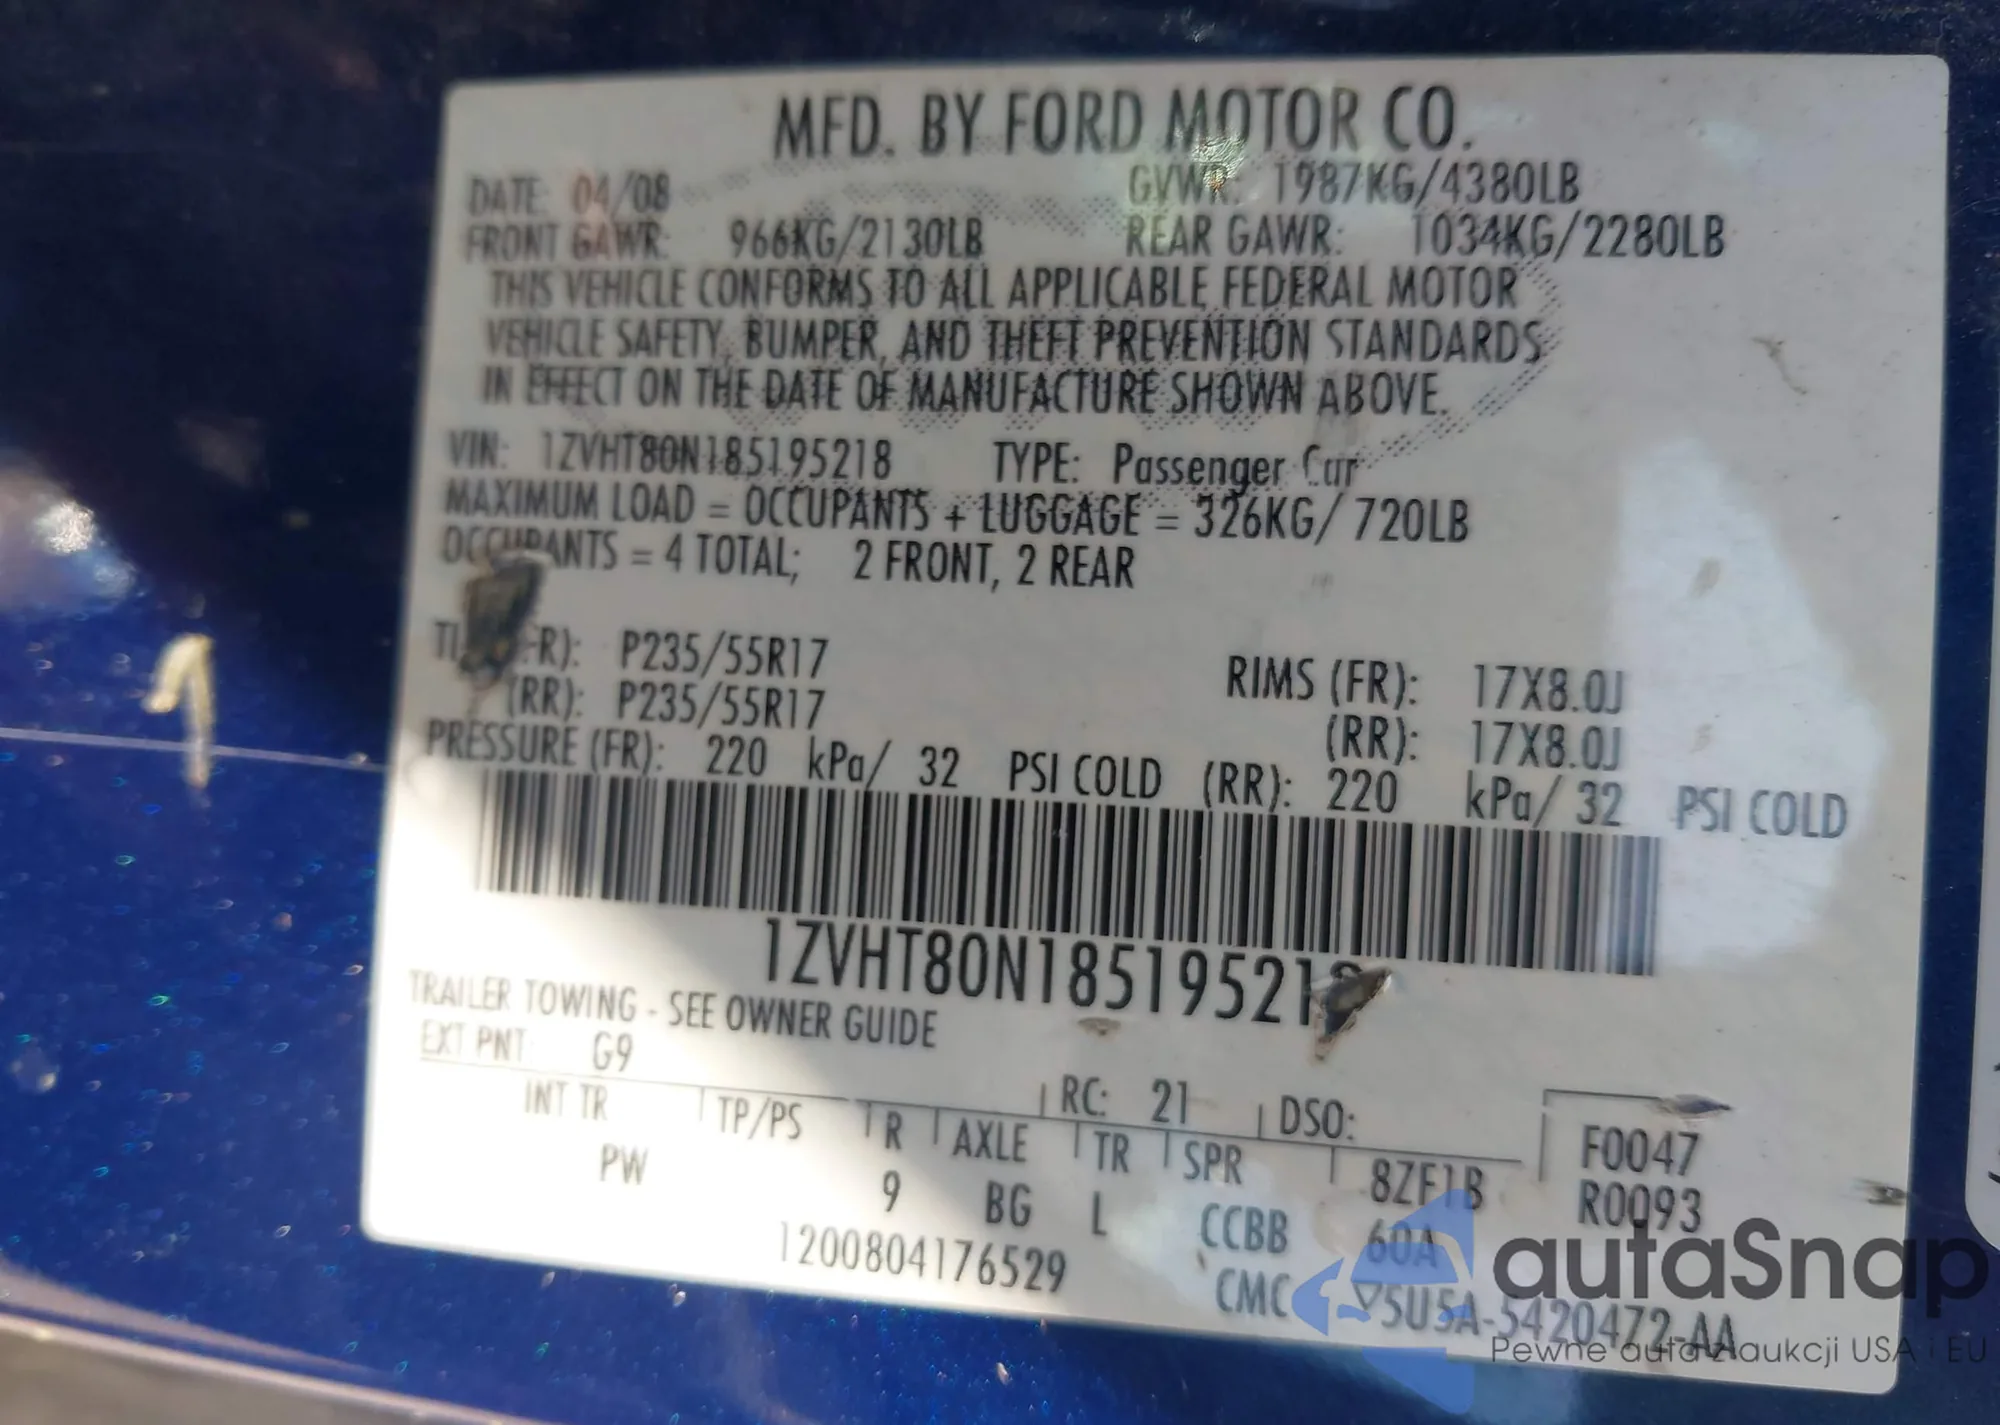 MFD. BY FORD MOTOR CO.
DATE: 04/08 GVWR: 1987KG/4380LB
FRONT GAWR: 966KG/2130LB REAR GAWR: 1034KG/2280LB
THIS VEHICLE CONFORMS TO ALL APPLICABLE FEDERAL MOTOR
VEHICLE SAFETY, BUMPER, AND THEFT PREVENTION STANDARDS
IN EFFECT ON THE DATE OF MANUFACTURE SHOWN ABOVE.
VIN: 1ZVHT80N185195218 TYPE: Passenger Car
MAXIMUM LOAD = OCCUPANTS + LUGGAGE = 326KG/ 720LB
OCCUPANTS = 4 TOTAL; 2 FRONT, 2 REAR
P235/55R17 RIMS (FR): 17X8.0J
(RR): P235/55R17 (RR): 17X8.0J
PRESSURE (FR): 220 kPa/ 32 PSI COLD (RR): 220 kPa/ 32 PSI COLD
1ZVHT80N185195218
TRAILER TOWING - SEE OWNER GUIDE
EXT PNT: G9 RC: 21 DSO: F0047
INT TR TP/PS R AXLE TR SPR 8ZF1B R0093
PW 9 BG L CCBB 60A
1200804176529 CMC ▽5U5A-5420472-AA
autaSnap
Pewne auta z aukcji USA i EU